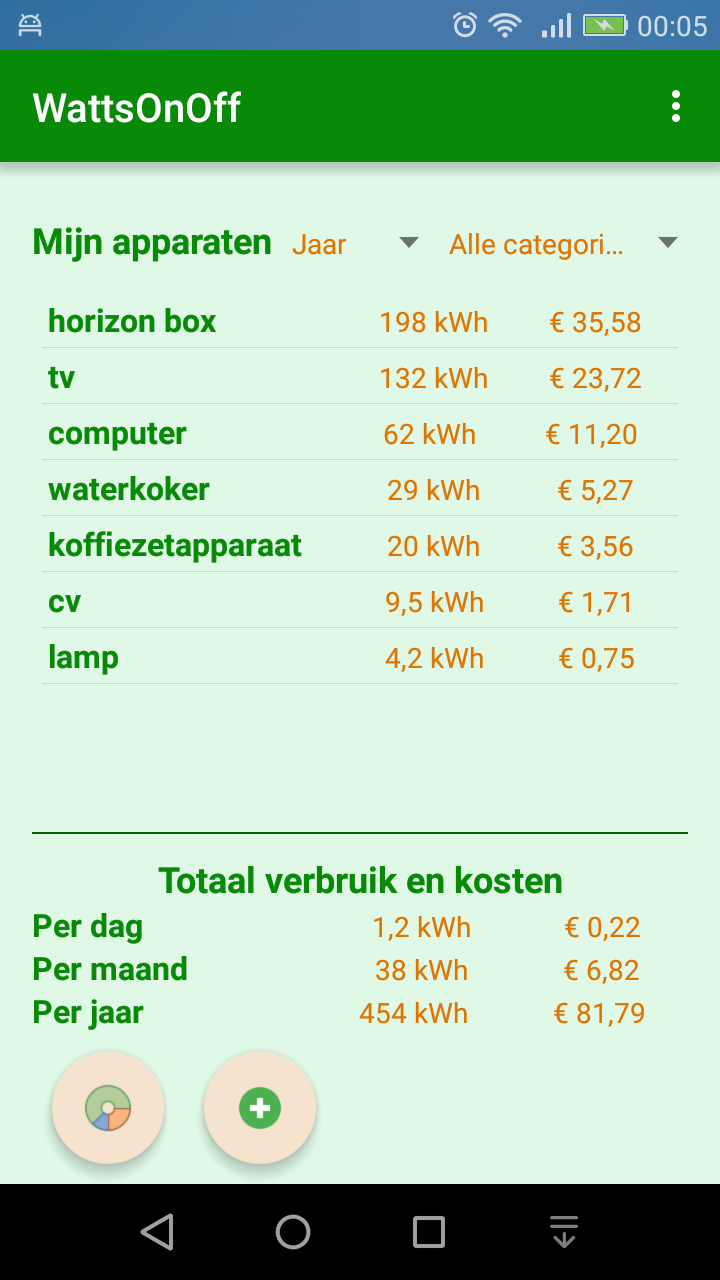 00:05
WattsOnOff
Mijn apparaten Jaar Alle categori...
horizon box 198 kWh € 35,58
tv 132 kWh € 23,72
computer 62 kWh € 11,20
waterkoker 29 kWh € 5,27
koffiezetapparaat 20 kWh € 3,56
cv 9,5 kWh € 1,71
lamp 4,2 kWh € 0,75
Totaal verbruik en kosten
Per dag 1,2 kWh € 0,22
Per maand 38 kWh € 6,82
Per jaar 454 kWh € 81,79